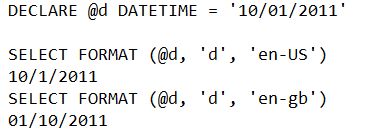 DECLARE @d DATETIME = '10/01/2011'
SELECT FORMAT (@d, 'd', 'en-US')
10/1/2011
SELECT FORMAT (@d, 'd', 'en-gb')
01/10/2011